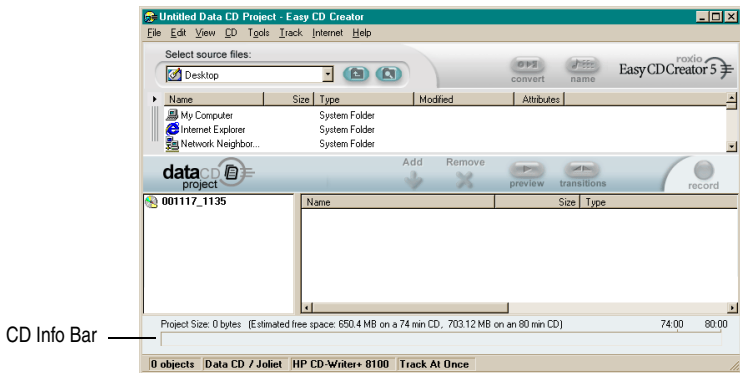 Untitled Data CD Project - Easy CD Creator
File Edit View CD Tools Track Internet Help
Select source files:
Desktop
convert
name
roxio
Easy CD Creator 5
Name Size Type Modified Attributes
My Computer System Folder
Internet Explorer System Folder
Network Neighbor... System Folder
datacD
project
Add Remove
preview transitions
record
001117_1135
Name Size Type
Project Size: 0 bytes (Estimated free space: 650.4 MB on a 74 min CD, 703.12 MB on an 80 min CD)
74:00 80:00
CD Info Bar
0 objects Data CD / Joliet HP CD-Writer+ 8100 Track At Once